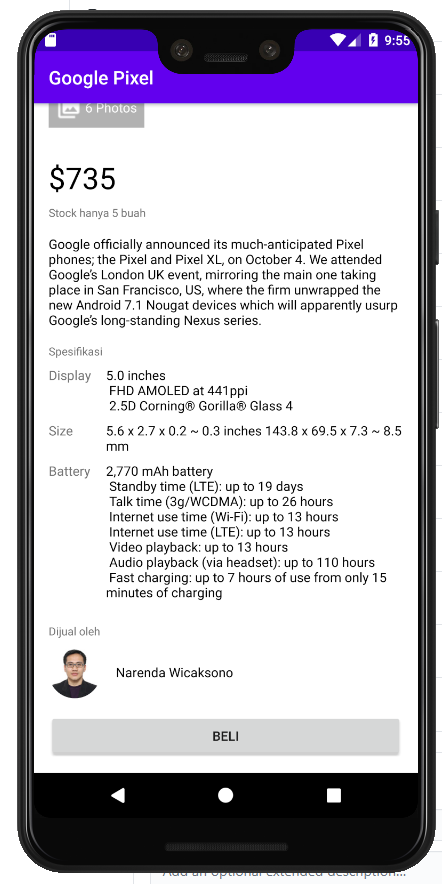 9:55
Google Pixel
6 Photos
$735
Stock hanya 5 buah
Google officially announced its much-anticipated Pixel
phones; the Pixel and Pixel XL, on October 4. We attended
Google's London UK event, mirroring the main one taking
place in San Francisco, US, where the firm unwrapped the
new Android 7.1 Nougat devices which will apparently usurp
Google's long-standing Nexus series.
Spesifikasi
Display 5.0 inches
FHD AMOLED at 441ppi
2.5D Corning® Gorilla® Glass 4
Size 5.6 x 2.7 x 0.2 ~ 0.3 inches 143.8 x 69.5 x 7.3 ~ 8.5
mm
Battery 2,770 mAh battery
Standby time (LTE): up to 19 days
Talk time (3g/WCDMA): up to 26 hours
Internet use time (Wi-Fi): up to 13 hours
Internet use time (LTE): up to 13 hours
Video playback: up to 13 hours
Audio playback (via headset): up to 110 hours
Fast charging: up to 7 hours of use from only 15
minutes of charging
Dijual oleh
Narenda Wicaksono
BELI
Add an optional extended description...